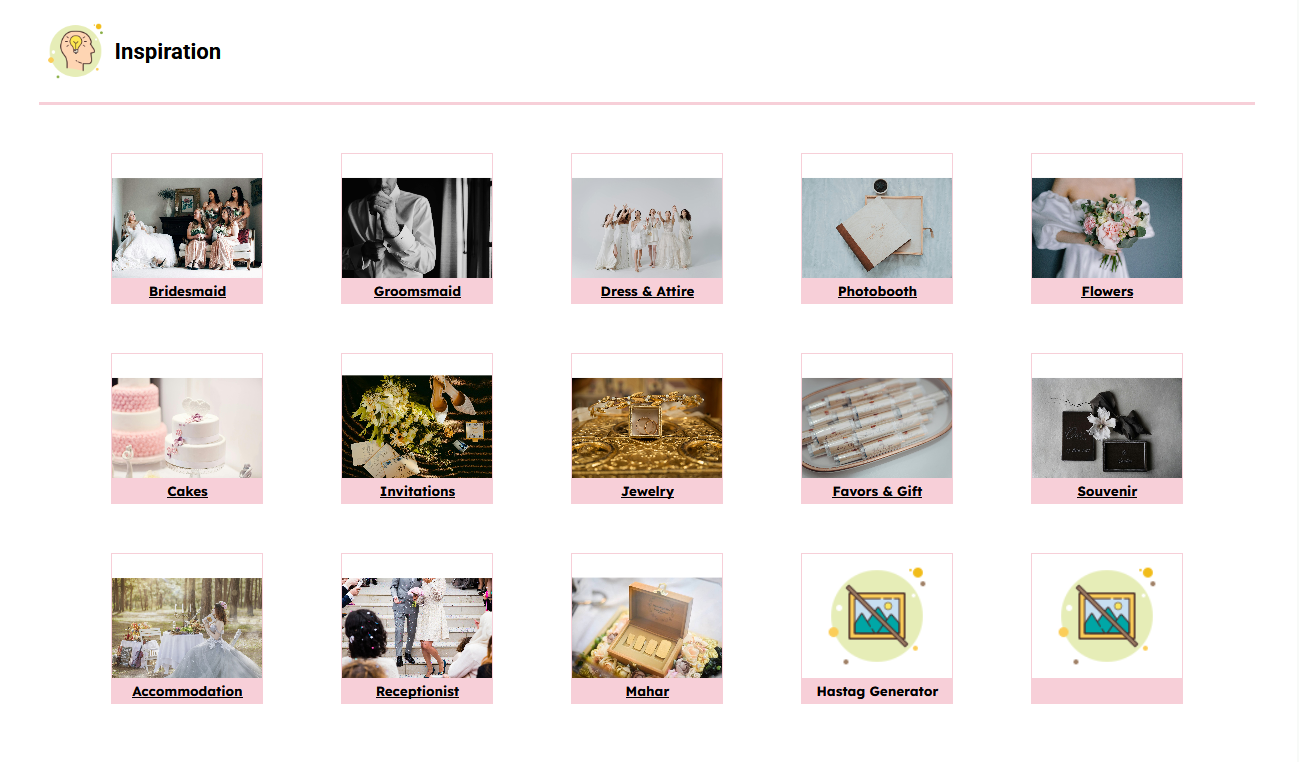 Inspiration
Bridesmaid
Groomsmaid
Dress & Attire
Photobooth
Flowers
Cakes
Invitations
Jewelry
Favors & Gift
Souvenir
Accommodation
Receptionist
Mahar
Hastag Generator